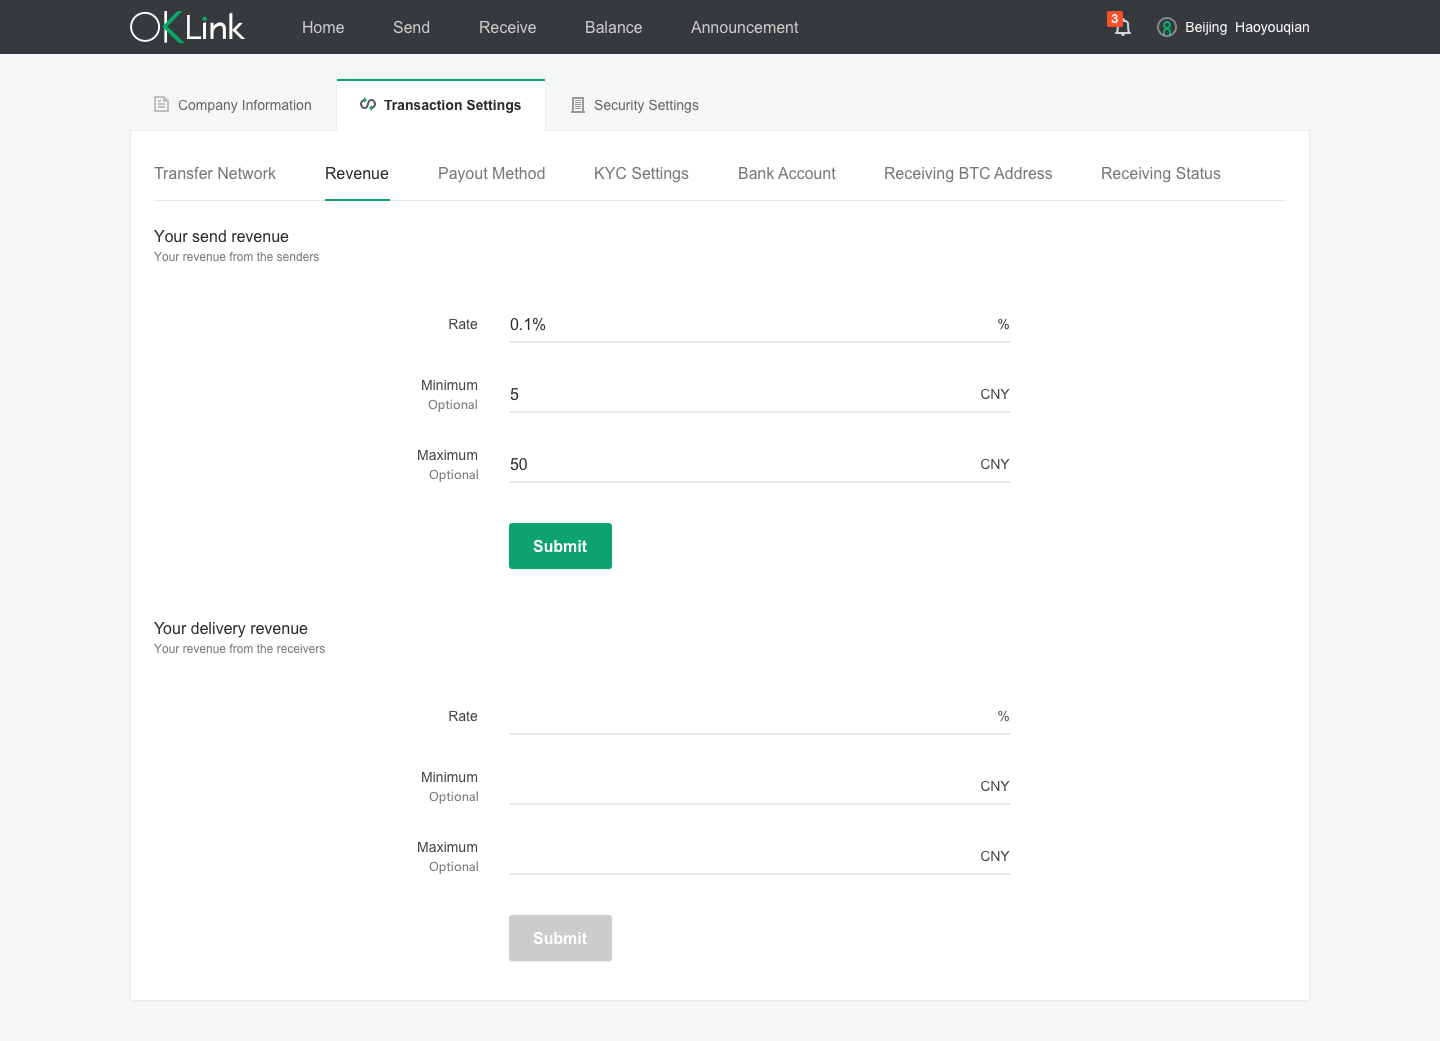 OKLink Home Send Receive Balance Announcement 3 Beijing Haoyouqian
Company Information Transaction Settings Security Settings
Transfer Network Revenue Payout Method KYC Settings Bank Account Receiving BTC Address Receiving Status
Your send revenue
Your revenue from the senders
Rate 0.1% %
Minimum
Optional
5 CNY
Maximum
Optional
50 CNY
Submit
Your delivery revenue
Your revenue from the receivers
Rate %
Minimum
Optional
CNY
Maximum
Optional
CNY
Submit